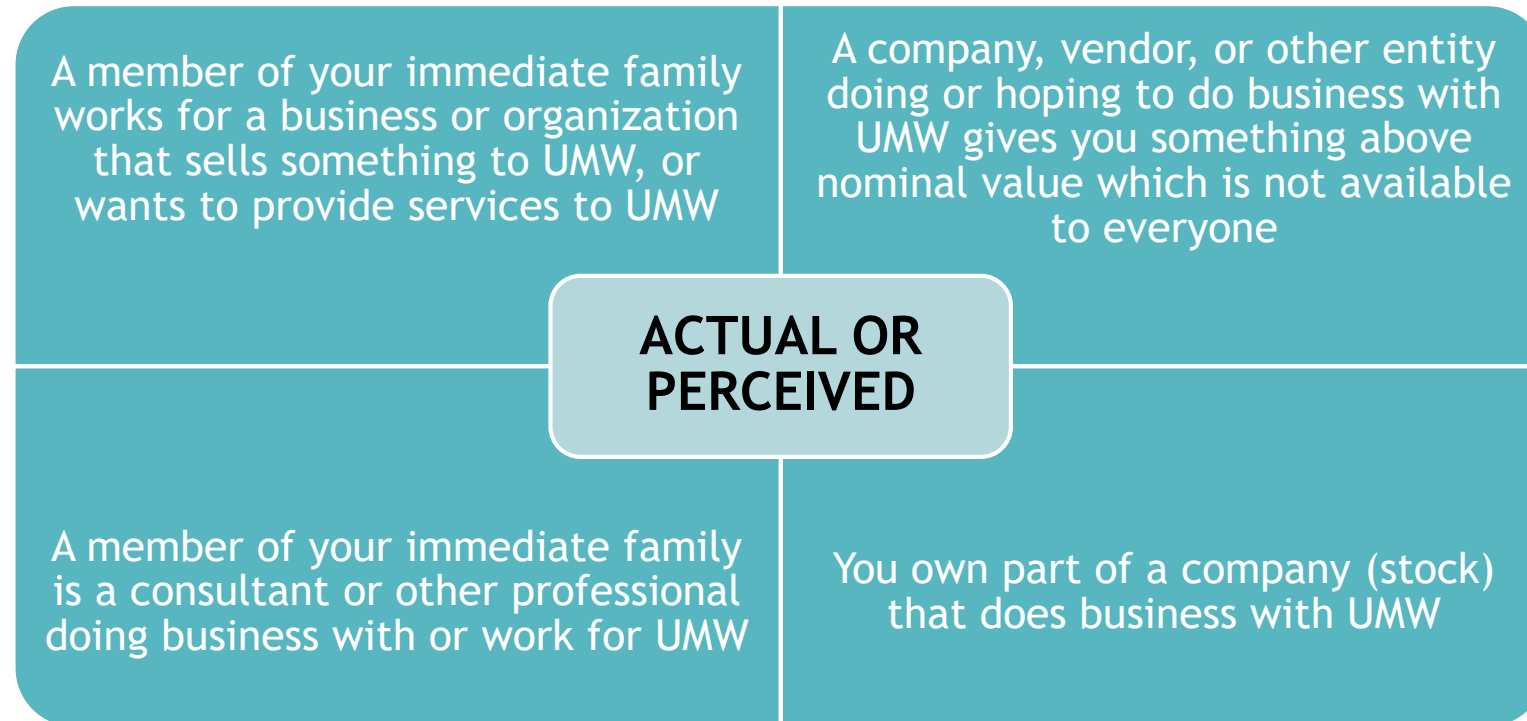 A member of your immediate family
works for a business or organization
that sells something to UMW, or
wants to provide services to UMW
A company, vendor, or other entity
doing or hoping to do business with
UMW gives you something above
nominal value which is not available
to everyone
ACTUAL OR
PERCEIVED
A member of your immediate family
is a consultant or other professional
doing business with or work for UMW
You own part of a company (stock)
that does business with UMW